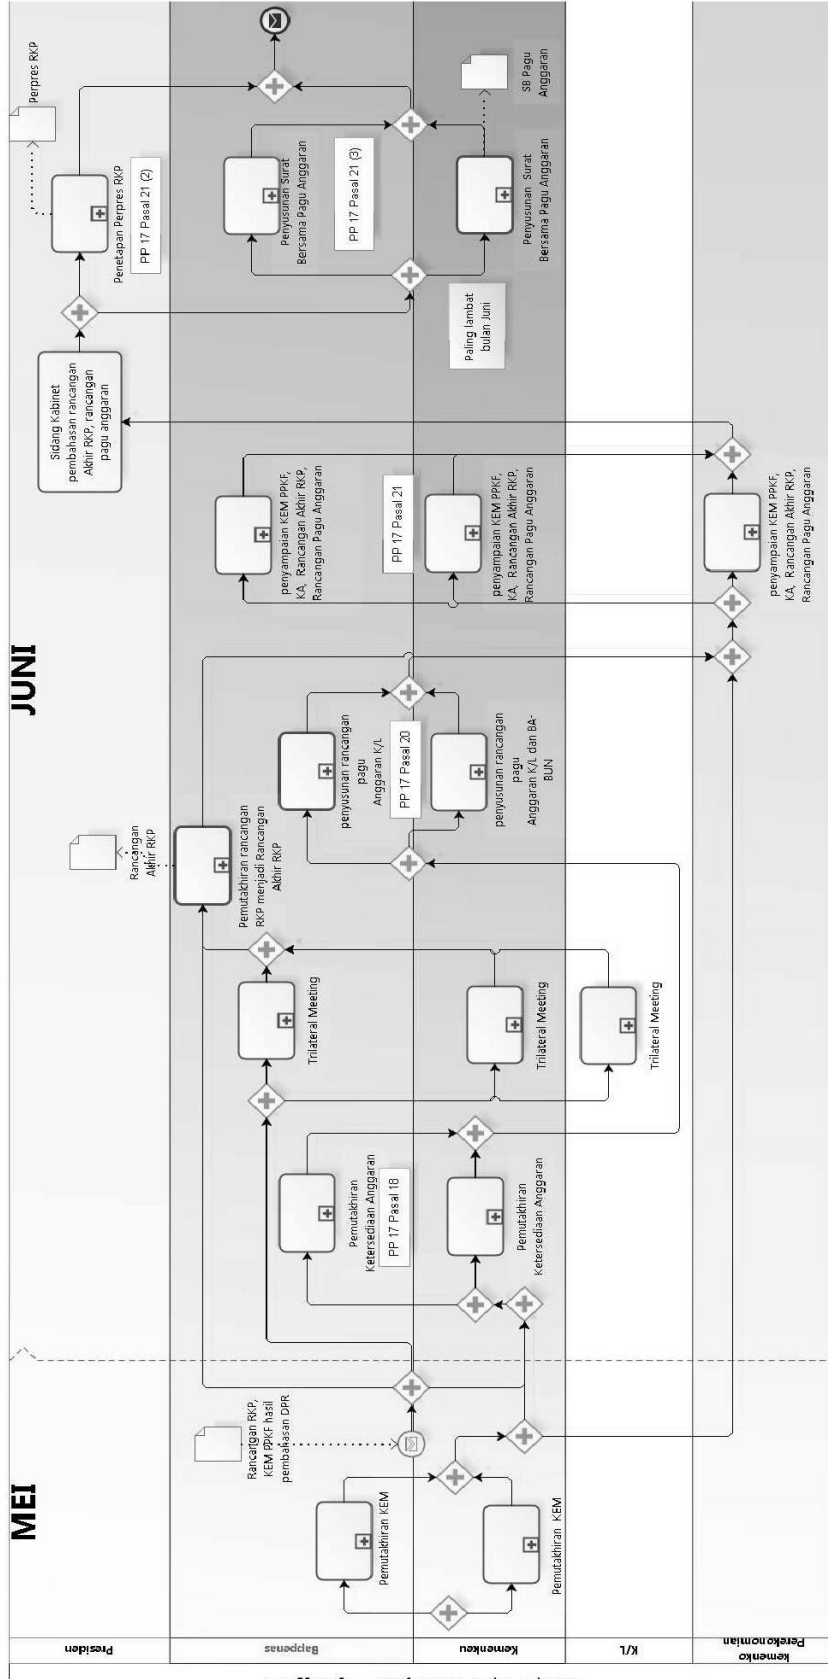 MEI
JUNI
Presiden
Bappenas
Kemenkeu
K/L
kemenko
Perekonomian
Pemutakhiran KEM
Pemutakhiran KEM
Rancangan RKP,
KEM PPKF hasil
pembahasan DPR
Pemutakhiran
Ketersediaan Anggaran
PP 17 Pasal 18
Pemutakhiran
Ketersediaan Anggaran
Trilateral Meeting
Trilateral Meeting
Trilateral Meeting
Rancangan
Akhir RKP
Pemutakhiran rancangan
RKP menjadi Rancangan
Akhir RKP
penyusunan rancangan
pagu
Anggaran K/L
PP 17 Pasal 20
penyusunan rancangan
pagu
Anggaran K/L dan BA-
BUN
penyampaian KEM PPKF,
KA, Rancangan Akhir RKP,
Rancangan Pagu Anggaran
PP 17 Pasal 21
penyampaian KEM PPKF,
KA, Rancangan Akhir RKP,
Rancangan Pagu Anggaran
penyampaian KEM PPKF,
KA, Rancangan Akhir RKP,
Rancangan Pagu Anggaran
Sidang Kabinet
pembahasan rancangan
Akhir RKP, rancangan
pagu anggaran
Penetapan Perpres RKP
PP 17 Pasal 21 (2)
Perpres RKP
Penyusunan Surat
Bersama Pagu Anggaran
PP 17 Pasal 21 (3)
Paling lambat
bulan Juni
Penyusunan Surat
Bersama Pagu Anggaran
SB Pagu
Anggaran